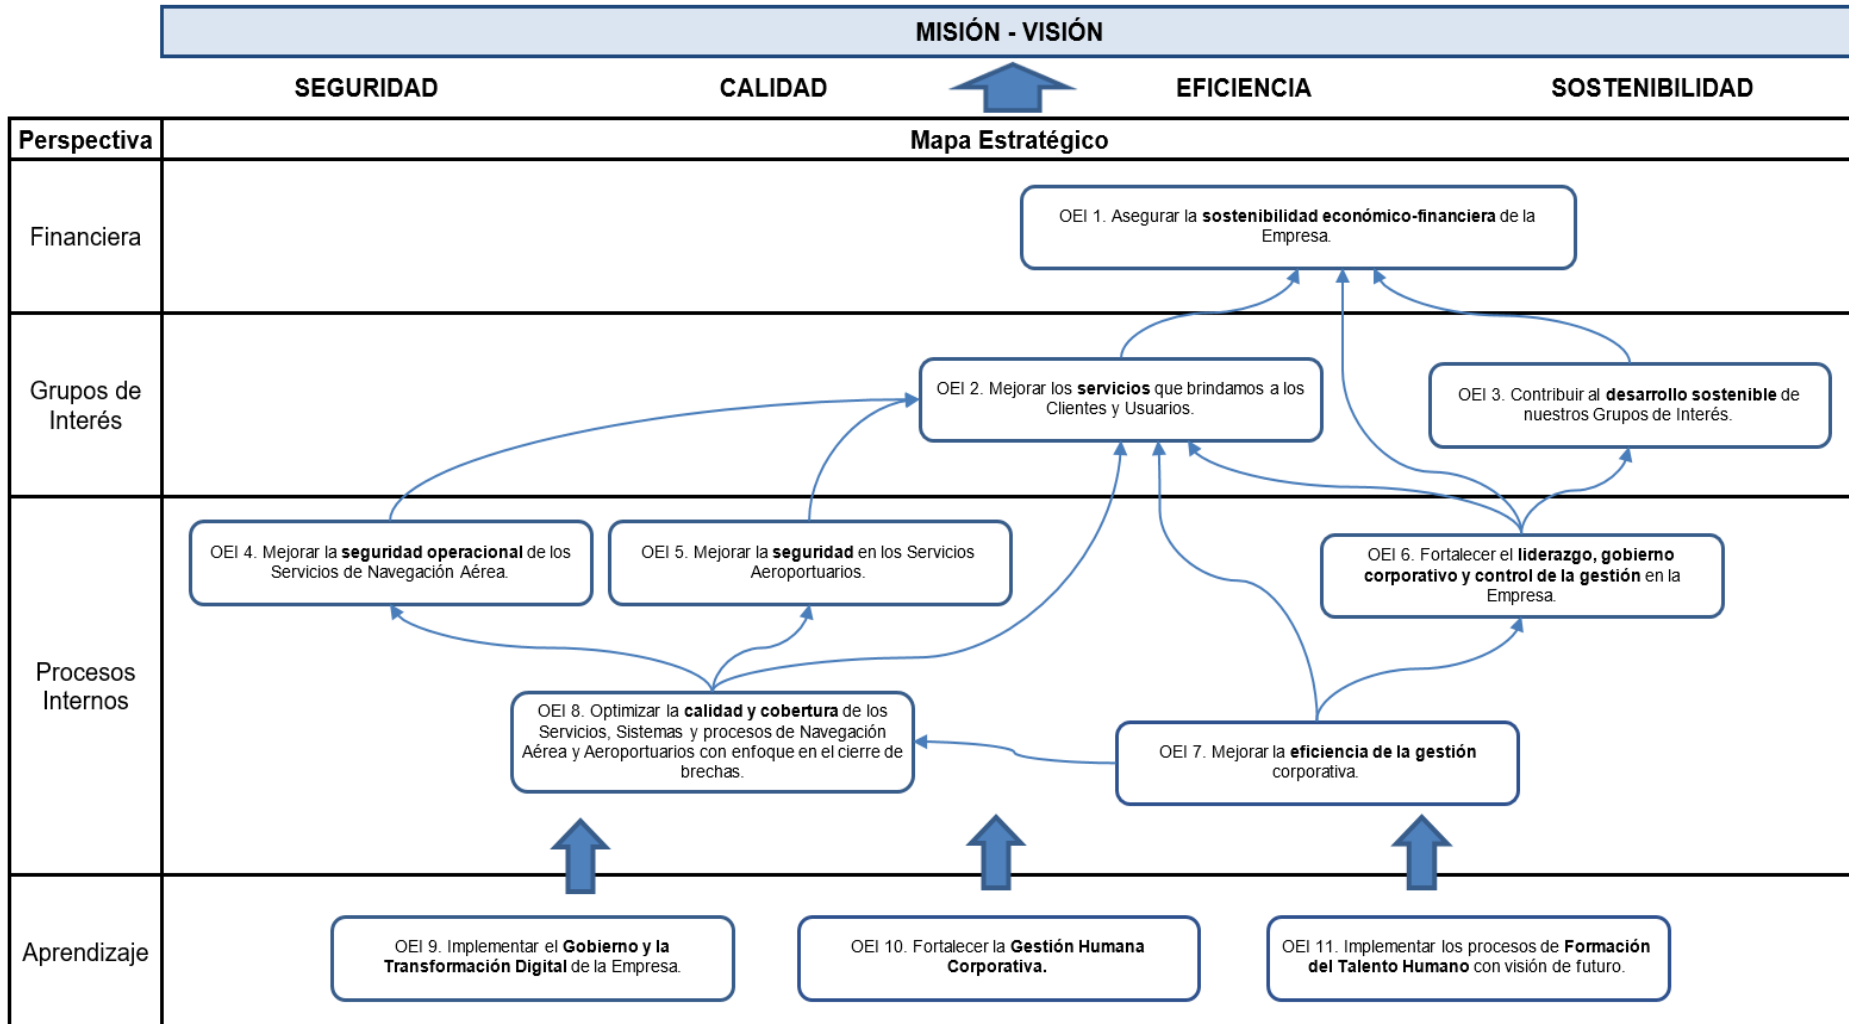 MISIÓN - VISIÓN
SEGURIDAD
CALIDAD
EFICIENCIA
SOSTENIBILIDAD
Perspectiva
Mapa Estratégico
Financiera
OEI 1. Asegurar la sostenibilidad económico-financiera de la
Empresa.
Grupos de
Interés
OEI 2. Mejorar los servicios que brindamos a los
Clientes y Usuarios.
OEI 3. Contribuir al desarrollo sostenible de
nuestros Grupos de Interés.
Procesos
Internos
OEI 4. Mejorar la seguridad operacional de los
Servicios de Navegación Aérea.
OEI 5. Mejorar la seguridad en los Servicios
Aeroportuarios.
OEI 6. Fortalecer el liderazgo, gobierno
corporativo y control de la gestión en la
Empresa.
OEI 8. Optimizar la calidad y cobertura de los
Servicios, Sistemas y procesos de Navegación
Aérea y Aeroportuarios con enfoque en el cierre de
brechas.
OEI 7. Mejorar la eficiencia de la gestión
corporativa.
Aprendizaje
OEI 9. Implementar el Gobierno y la
Transformación Digital de la Empresa.
OEI 10. Fortalecer la Gestión Humana
Corporativa.
OEI 11. Implementar los procesos de Formación
del Talento Humano con visión de futuro.